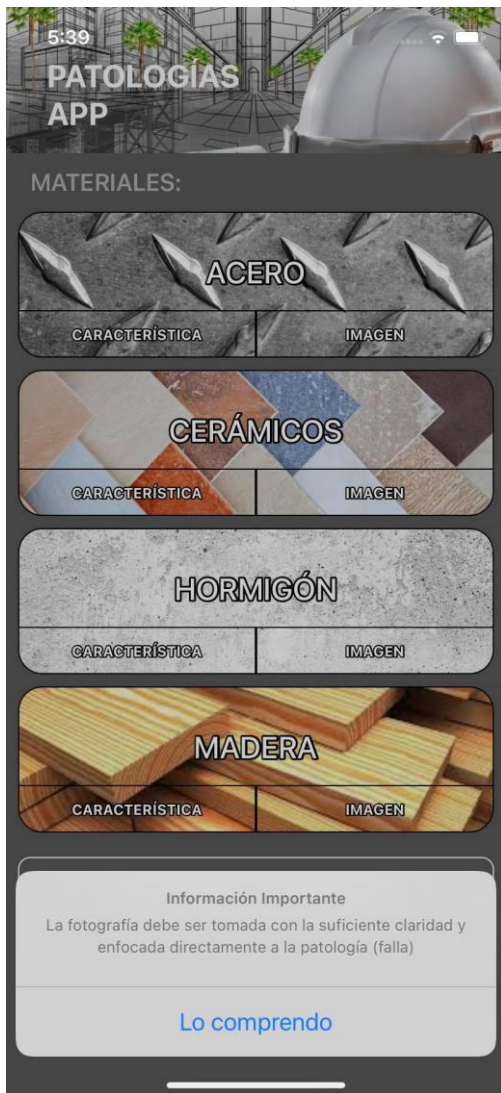 5:39
PATOLOGÍAS
APP
MATERIALES:
ACERO
CARACTERÍSTICA
IMAGEN
CERÁMICOS
CARACTERÍSTICA
IMAGEN
HORMIGÓN
CARACTERÍSTICA
IMAGEN
MADERA
CARACTERÍSTICA
IMAGEN
Información Importante
La fotografía debe ser tomada con la suficiente claridad y
enfocada directamente a la patología (falla)
Lo comprendo